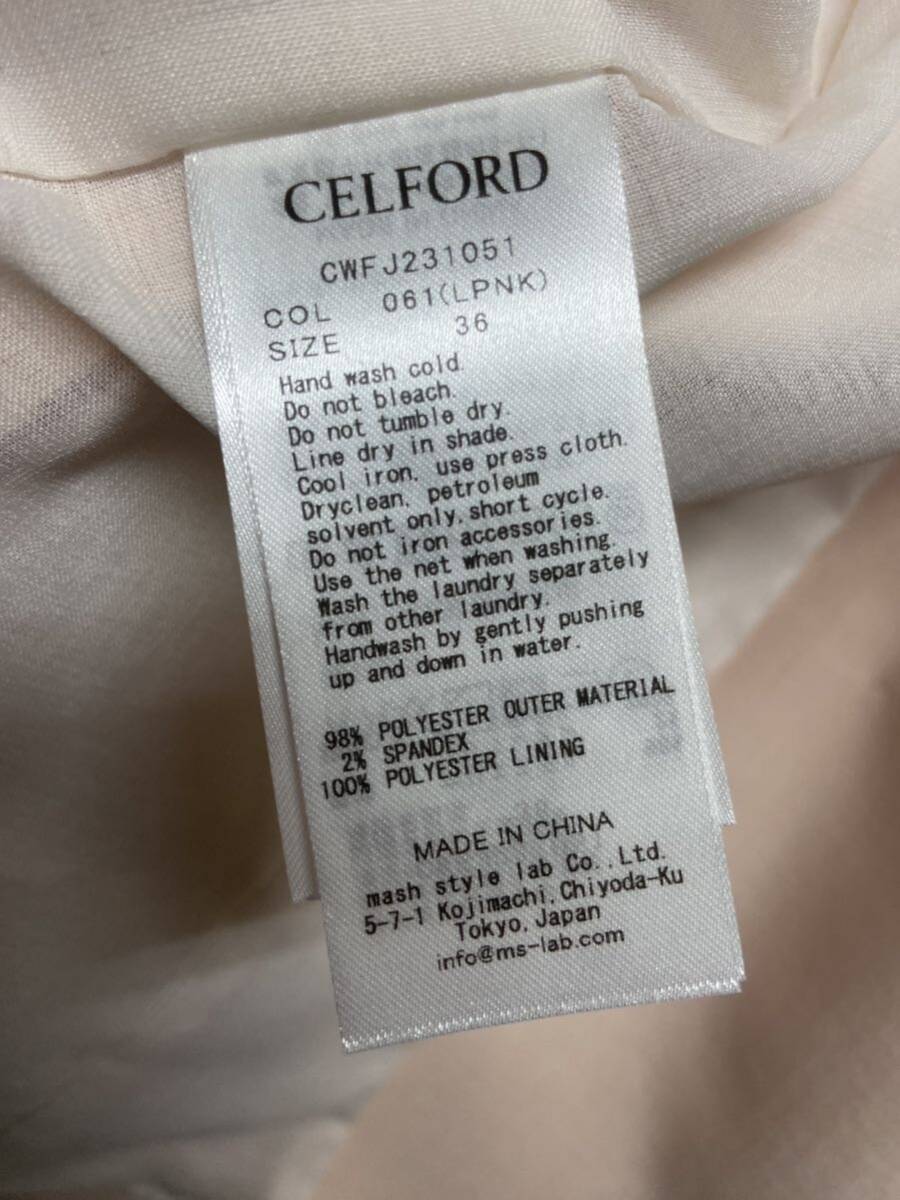 CELFORD
CWFJ231051
COL 061(LPNK)
SIZE 36
Hand wash cold.
Do not bleach.
Do not tumble dry.
Line dry in shade.
Cool iron, use press cloth.
Dryclean, petroleum
solvent only,short cycle.
Do not iron accessories.
Use the net when washing.
Wash the laundry separately
from other laundry.
Handwash by gently pushing
up and down in water.
98% POLYESTER OUTER MATERIAL
2% SPANDEX
100% POLYESTER LINING
MADE IN CHINA
mash style lab Co.,Ltd.
5-7-1 Kojimachi,Chiyoda-Ku
Tokyo,Japan
info@ms-lab.com